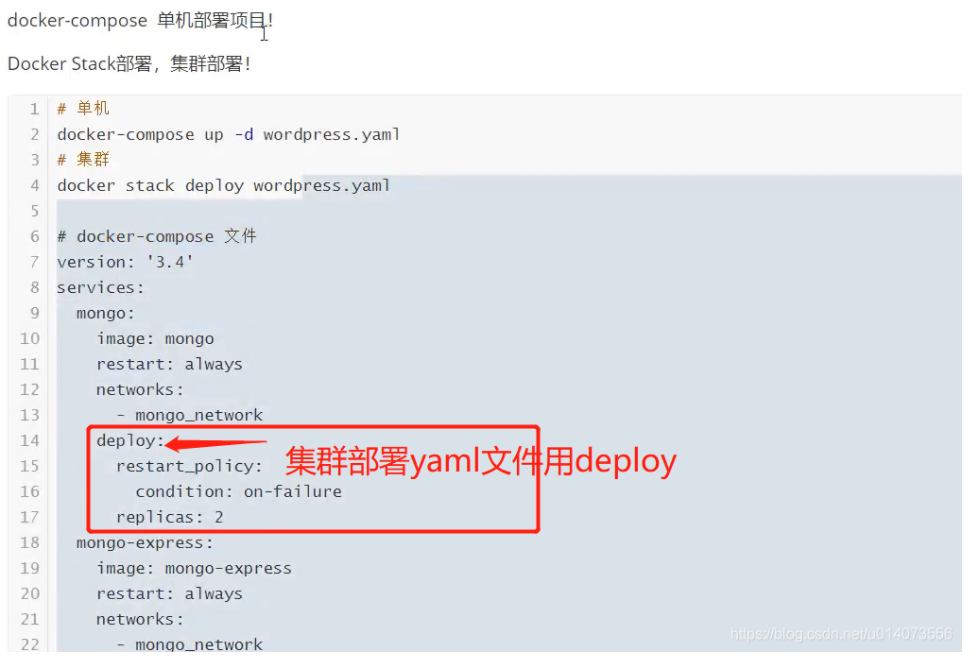 docker-compose 单机部署项目!
Docker Stack部署，集群部署!
1 # 单机
2 docker-compose up -d wordpress.yaml
3 # 集群
4 docker stack deploy wordpress.yaml
5
6 # docker-compose 文件
7 version: '3.4'
8 services:
9 mongo:
10 image: mongo
11 restart: always
12 networks:
13 - mongo_network
14 deploy:
15 restart_policy: 集群部署yaml文件用deploy
16 condition: on-failure
17 replicas: 2
18 mongo-express:
19 image: mongo-express
20 restart: always
21 networks:
22 - mongo_network
https://blog.csdn.net/u014073556